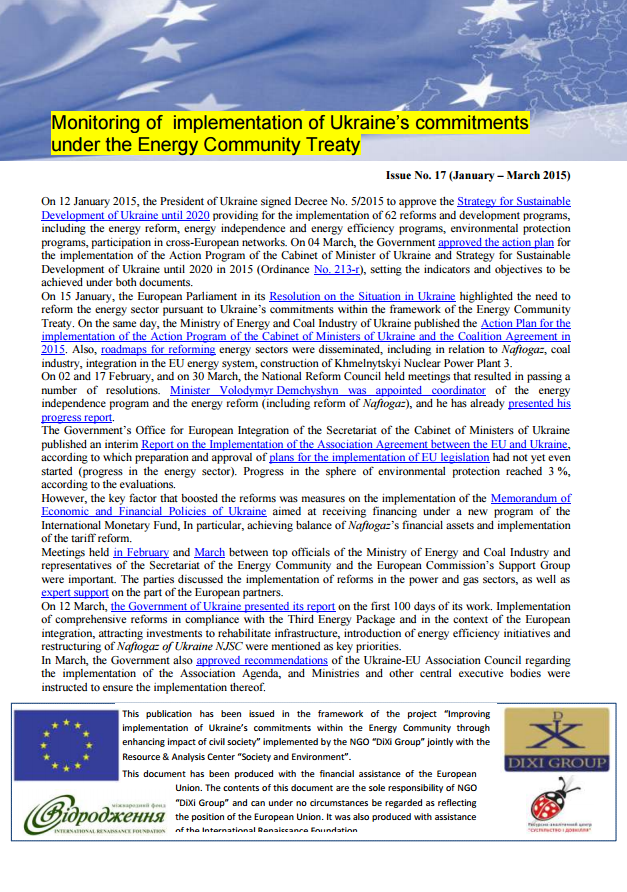 Monitoring of implementation of Ukraine's commitments
under the Energy Community Treaty
Issue No. 17 (January – March 2015)
On 12 January 2015, the President of Ukraine signed Decree No. 5/2015 to approve the Strategy for Sustainable
Development of Ukraine until 2020 providing for the implementation of 62 reforms and development programs,
including the energy reform, energy independence and energy efficiency programs, environmental protection
programs, participation in cross-European networks. On 04 March, the Government approved the action plan for
the implementation of the Action Program of the Cabinet of Minister of Ukraine and Strategy for Sustainable
Development of Ukraine until 2020 in 2015 (Ordinance No. 213-r), setting the indicators and objectives to be
achieved under both documents.
On 15 January, the European Parliament in its Resolution on the Situation in Ukraine highlighted the need to
reform the energy sector pursuant to Ukraine's commitments within the framework of the Energy Community
Treaty. On the same day, the Ministry of Energy and Coal Industry of Ukraine published the Action Plan for the
implementation of the Action Program of the Cabinet of Ministers of Ukraine and the Coalition Agreement in
2015. Also, roadmaps for reforming energy sectors were disseminated, including in relation to Naftogaz, coal
industry, integration in the EU energy system, construction of Khmelnytskyi Nuclear Power Plant 3.
On 02 and 17 February, and on 30 March, the National Reform Council held meetings that resulted in passing a
number of resolutions. Minister Volodymyr Demchyshyn was appointed coordinator of the energy
independence program and the energy reform (including reform of Naftogaz), and he has already presented his
progress report.
The Government's Office for European Integration of the Secretariat of the Cabinet of Ministers of Ukraine
published an interim Report on the Implementation of the Association Agreement between the EU and Ukraine,
according to which preparation and approval of plans for the implementation of EU legislation had not yet even
started (progress in the energy sector). Progress in the sphere of environmental protection reached 3 %,
according to the evaluations.
However, the key factor that boosted the reforms was measures on the implementation of the Memorandum of
Economic and Financial Policies of Ukraine aimed at receiving financing under a new program of the
International Monetary Fund, In particular, achieving balance of Naftogaz's financial assets and implementation
of the tariff reform.
Meetings held in February and March between top officials of the Ministry of Energy and Coal Industry and
representatives of the Secretariat of the Energy Community and the European Commission's Support Group
were important. The parties discussed the implementation of reforms in the power and gas sectors, as well as
expert support on the part of the European partners.
On 12 March, the Government of Ukraine presented its report on the first 100 days of its work. Implementation
of comprehensive reforms in compliance with the Third Energy Package and in the context of the European
integration, attracting investments to rehabilitate infrastructure, introduction of energy efficiency initiatives and
restructuring of Naftogaz of Ukraine NJSC were mentioned as key priorities.
In March, the Government also approved recommendations of the Ukraine-EU Association Council regarding
the implementation of the Association Agenda, and Ministries and other central executive bodies were
instructed to ensure the implementation thereof.
This publication has been issued in the framework of the project "Improving
implementation of Ukraine's commitments within the Energy Community through
enhancing impact of civil society" implemented by the NGO "DiXi Group" jointly with the
Resource & Analysis Center "Society and Environment".
This document has been produced with the financial assistance of the European
Union. The contents of this document are the sole responsibility of NGO
"DiXi Group" and can under no circumstances be regarded as reflecting
the position of the European Union. It was also produced with assistance
of the International Renaissance Foundation
міжнародний фонд
Відродження
INTERNATIONAL RENAISSANCE FOUNDATION
DIXI GROUP
Ресурсно-аналітичний центр
"СУСПІЛЬСТВО І ДОВКІЛЛЯ"